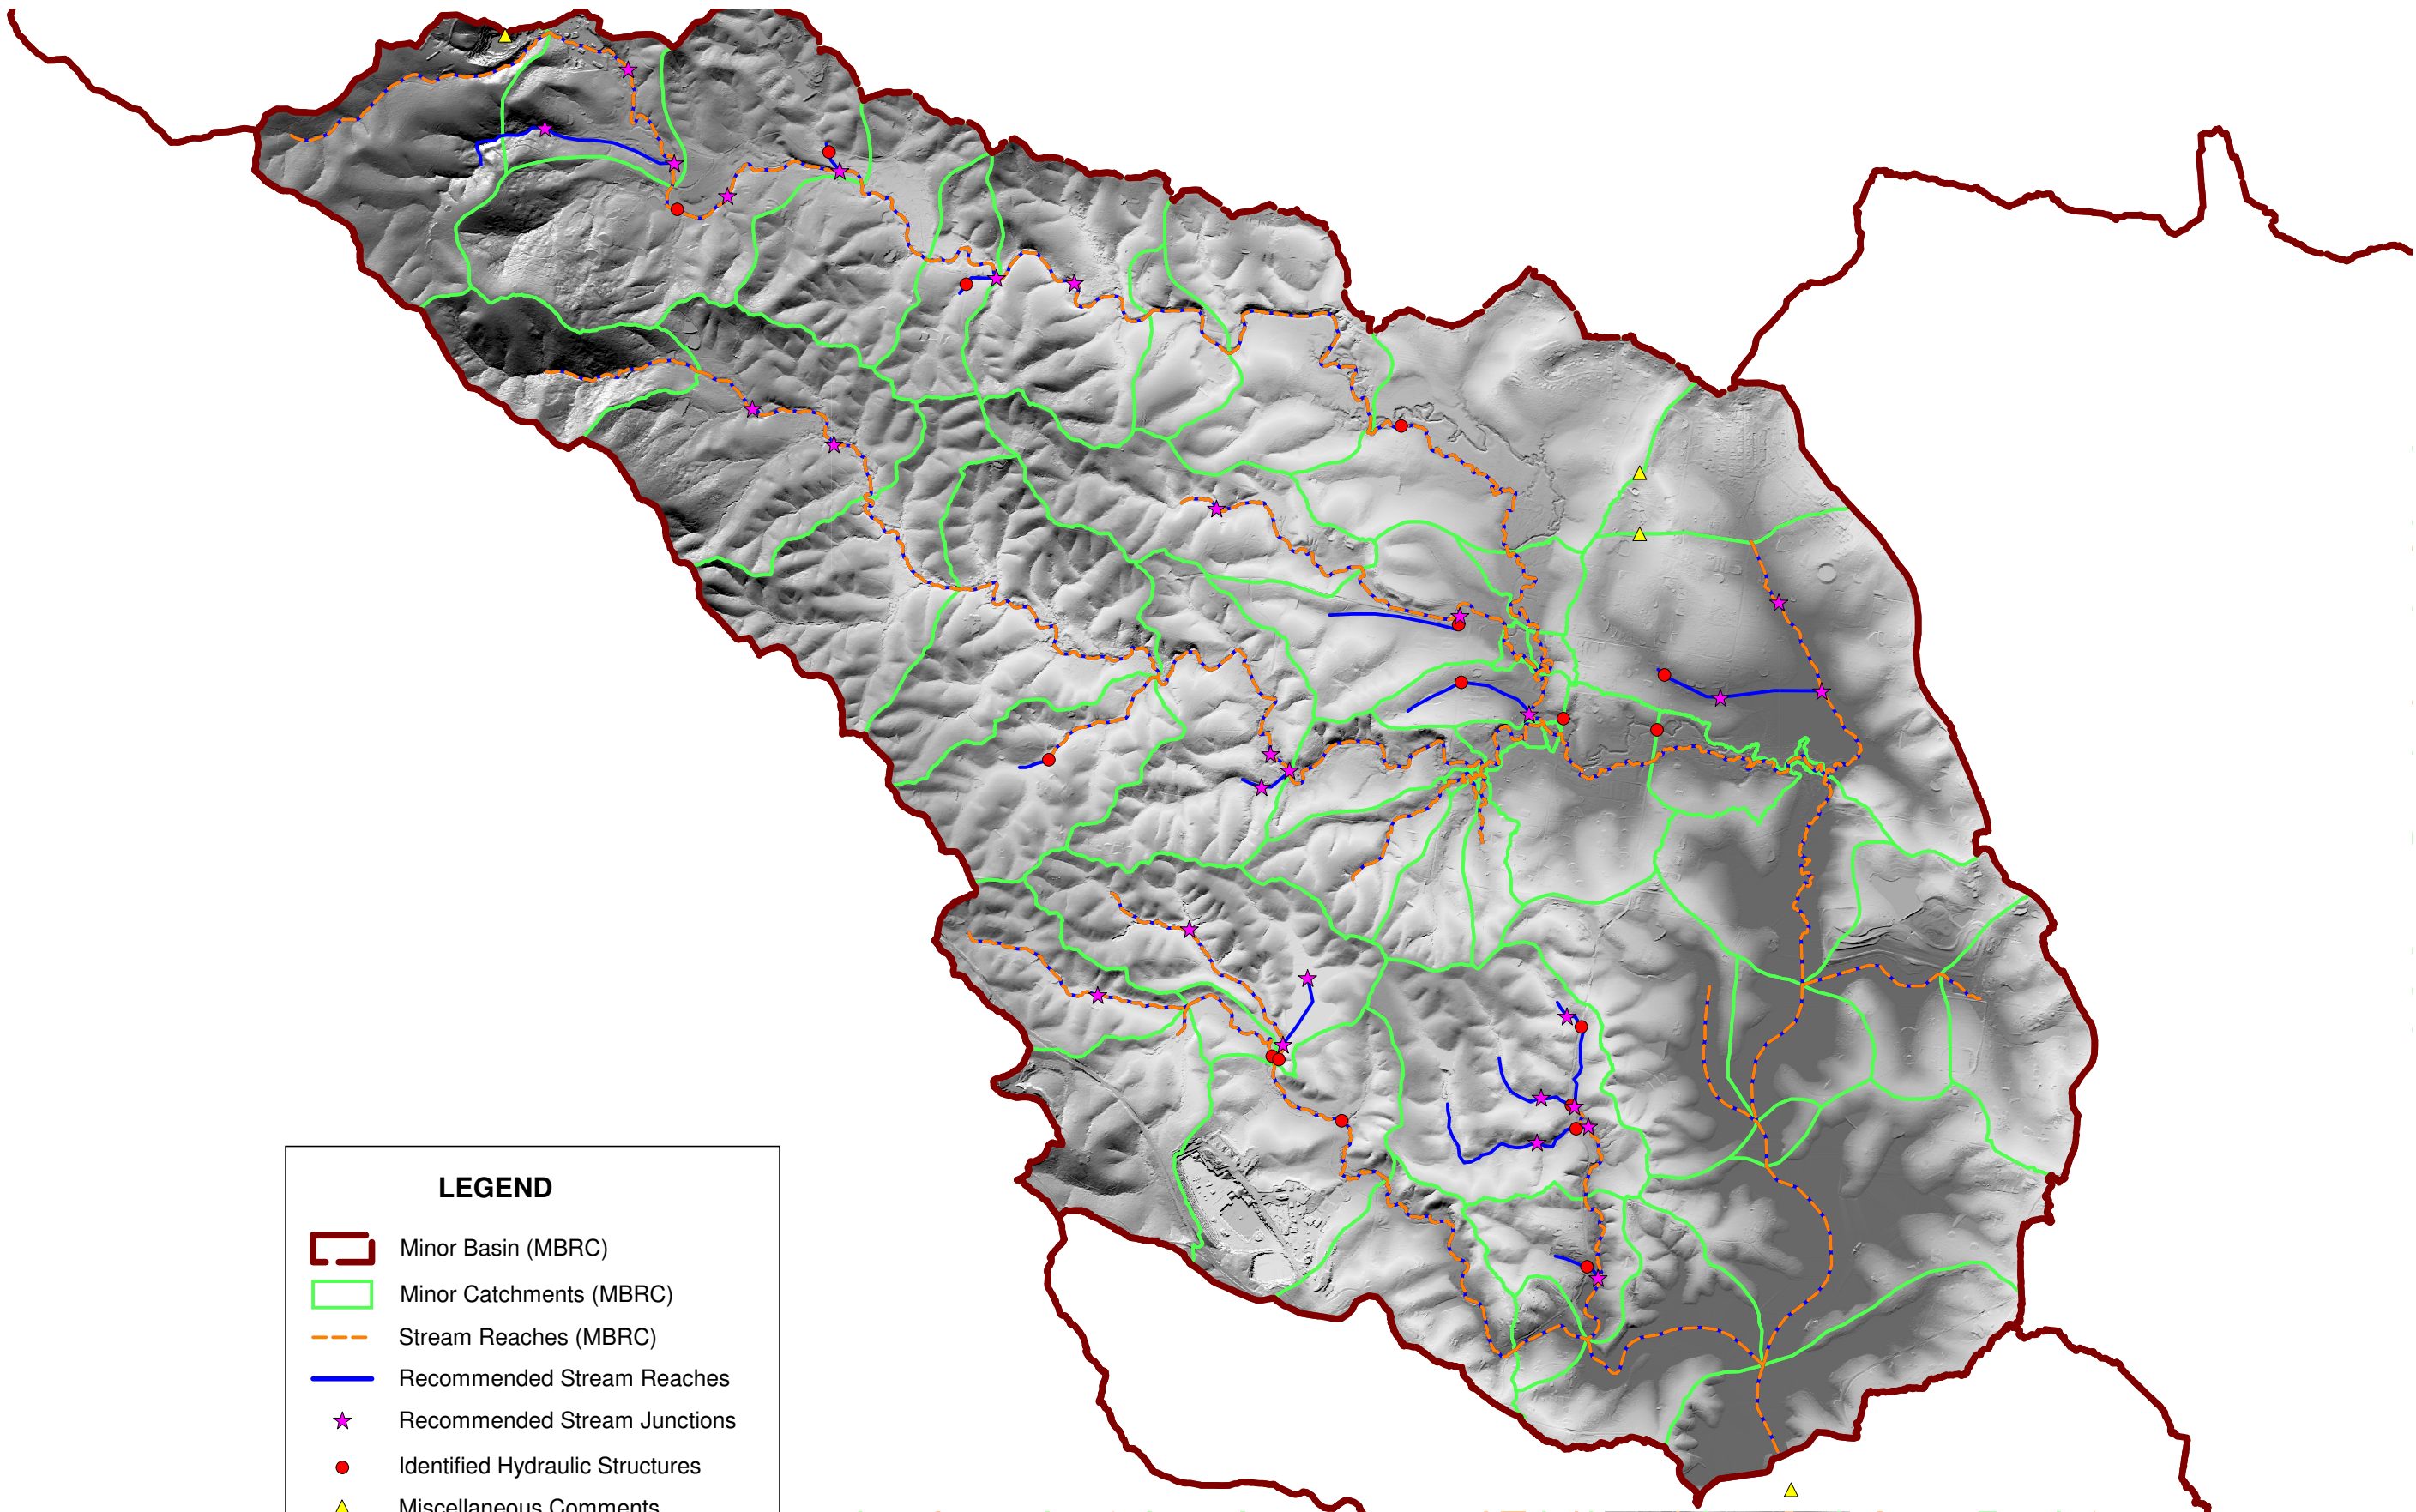 LEGEND
Minor Basin (MBRC)
Minor Catchments (MBRC)
Stream Reaches (MBRC)
Recommended Stream Reaches
Recommended Stream Junctions
Identified Hydraulic Structures
Miscellaneous Comments